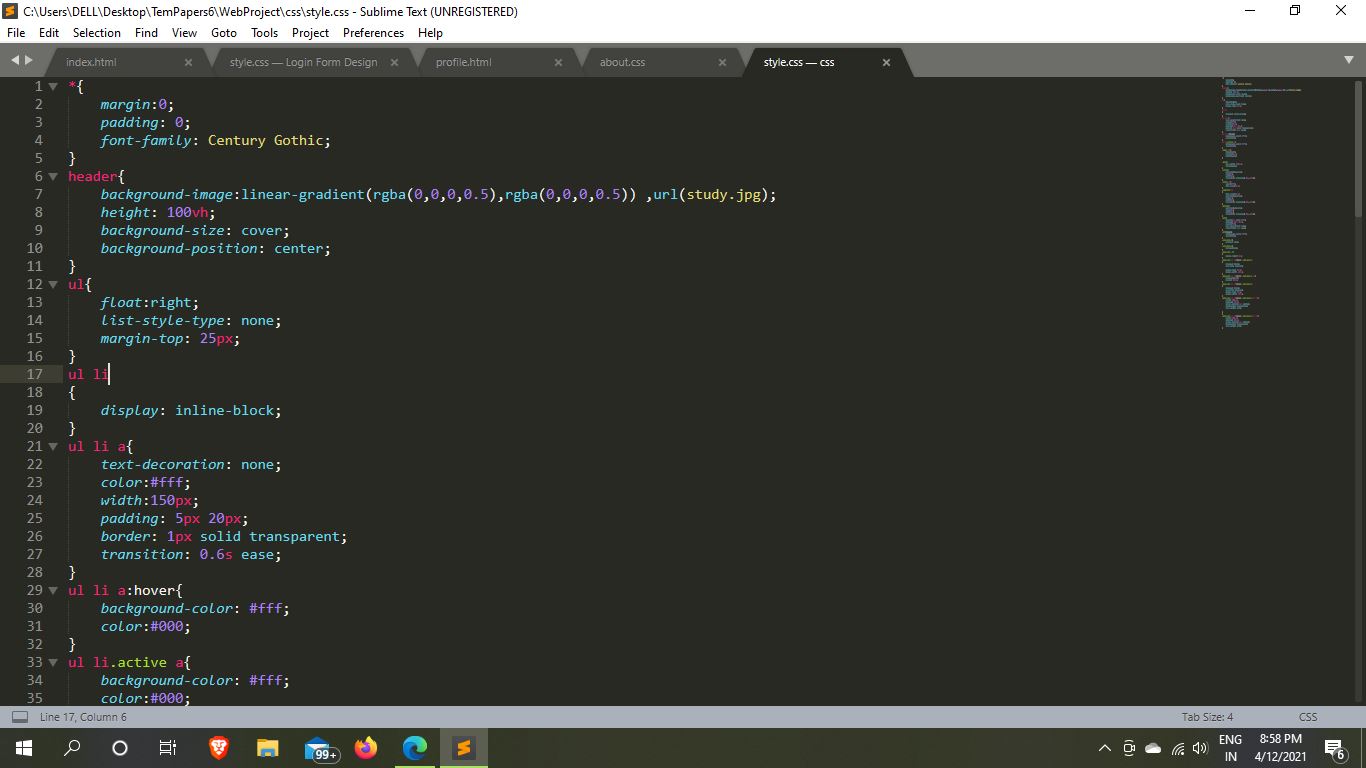 C:\Users\DELL\Desktop\TemPapers6\WebProject\css\style.css - Sublime Text (UNREGISTERED)
File Edit Selection Find View Goto Tools Project Preferences Help
index.html style.css — Login Form Design profile.html about.css style.css — css
1 *{
2 margin:0;
3 padding: 0;
4 font-family: Century Gothic;
5 }
6 header{
7 background-image:linear-gradient(rgba(0,0,0,0.5),rgba(0,0,0,0.5)) ,url(study.jpg);
8 height: 100vh;
9 background-size: cover;
10 background-position: center;
11 }
12 ul{
13 float:right;
14 list-style-type: none;
15 margin-top: 25px;
16 }
17 ul li
18 {
19 display: inline-block;
20 }
21 ul li a{
22 text-decoration: none;
23 color:#fff;
24 width:150px;
25 padding: 5px 20px;
26 border: 1px solid transparent;
27 transition: 0.6s ease;
28 }
29 ul li a:hover{
30 background-color: #fff;
31 color:#000;
32 }
33 ul li.active a{
34 background-color: #fff;
35 color:#000;
Line 17, Column 6 Tab Size: 4 CSS
99+ ENG 8:58 PM
IN 4/12/2021 6